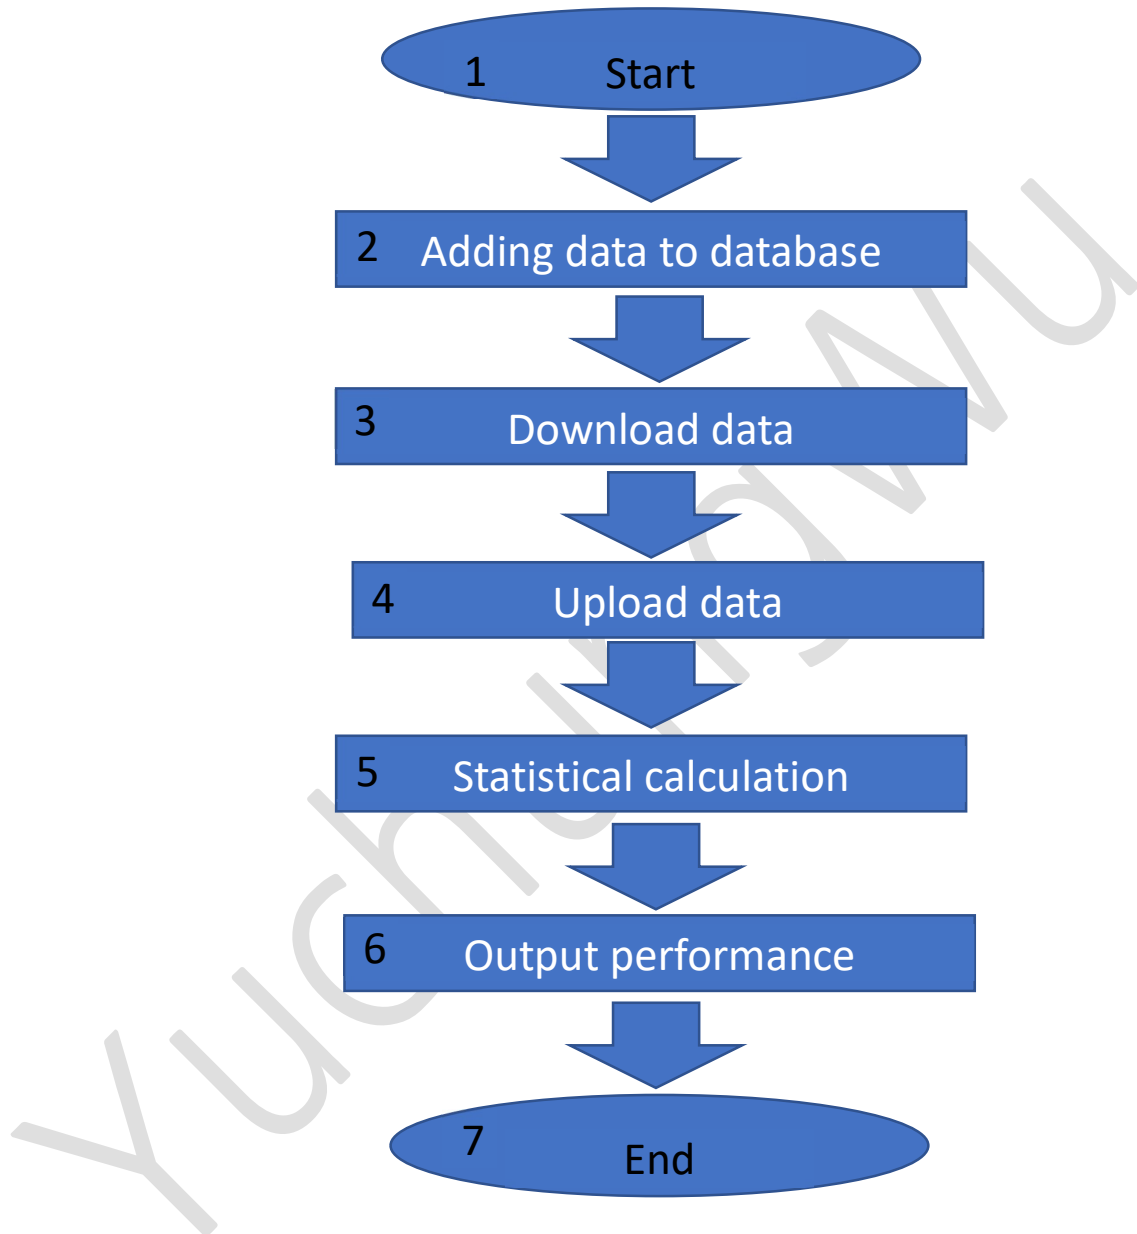 1 Start
2 Adding data to database
3 Download data
4 Upload data
5 Statistical calculation
6 Output performance
7 End
YuchungWu